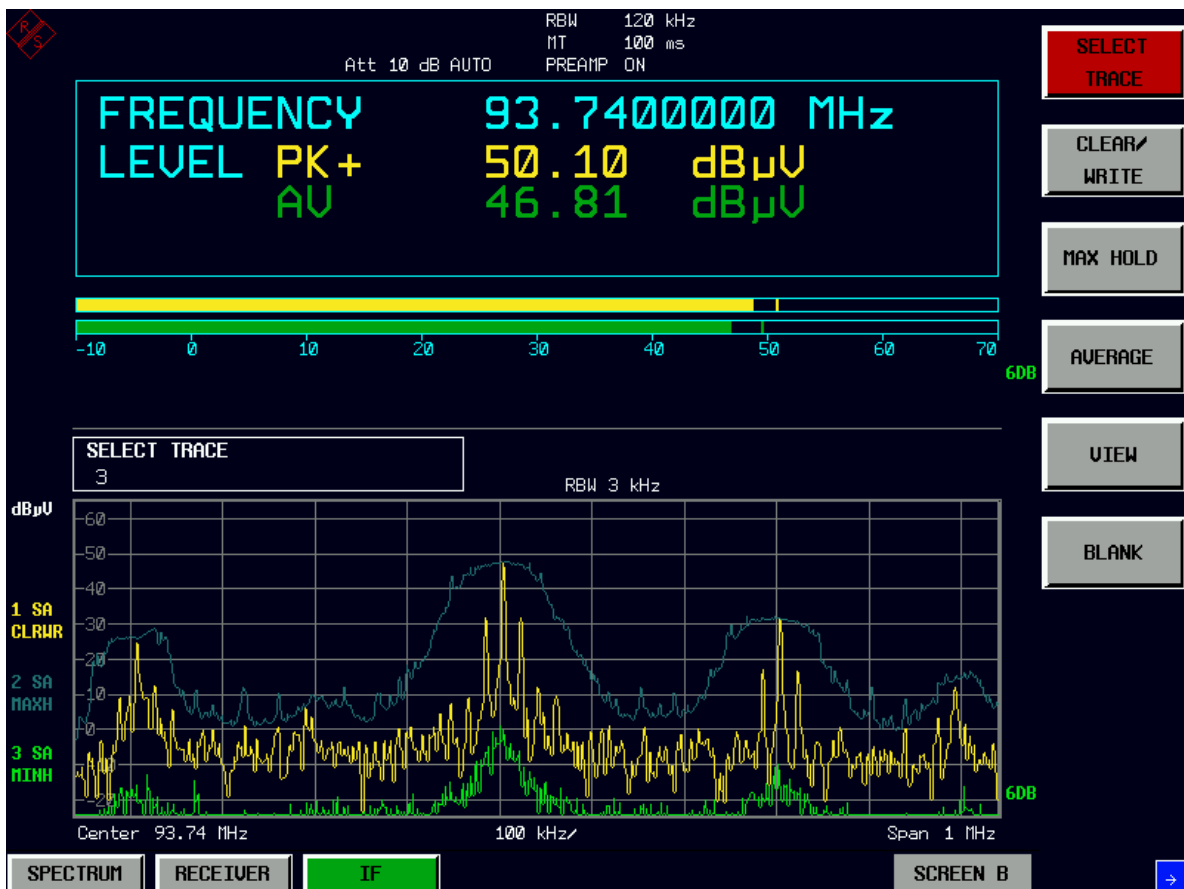 R
S
RBW 120 kHz
MT 100 ms
Att 10 dB AUTO PREAMP ON
FREQUENCY 93.7400000 MHz
LEVEL PK+ 50.10 dBµV
AV 46.81 dBµV
-10 0 10 20 30 40 50 60 70
6DB
SELECT TRACE
3
RBW 3 kHz
dBµV
60
50
40
30
20
10
0
-20
1 SA
CLRWR
2 SA
MAXH
3 SA
MINH
6DB
Center 93.74 MHz 100 kHz/ Span 1 MHz
SPECTRUM RECEIVER IF SCREEN B
SELECT
TRACE
CLEAR/
WRITE
MAX HOLD
AVERAGE
VIEW
BLANK